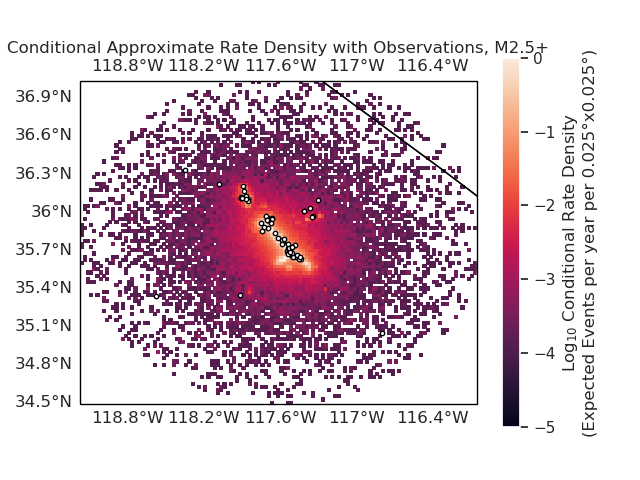 Conditional Approximate Rate Density with Observations, M2.5+
118.8°W 118.2°W 117.6°W 117°W 116.4°W
36.9°N
36.6°N
36.3°N
36°N
35.7°N
35.4°N
35.1°N
34.8°N
34.5°N
118.8°W 118.2°W 117.6°W 117°W 116.4°W
0
−1
−2
−3
−4
−5
Log₁₀ Conditional Rate Density
(Expected Events per year per 0.025°x0.025°)